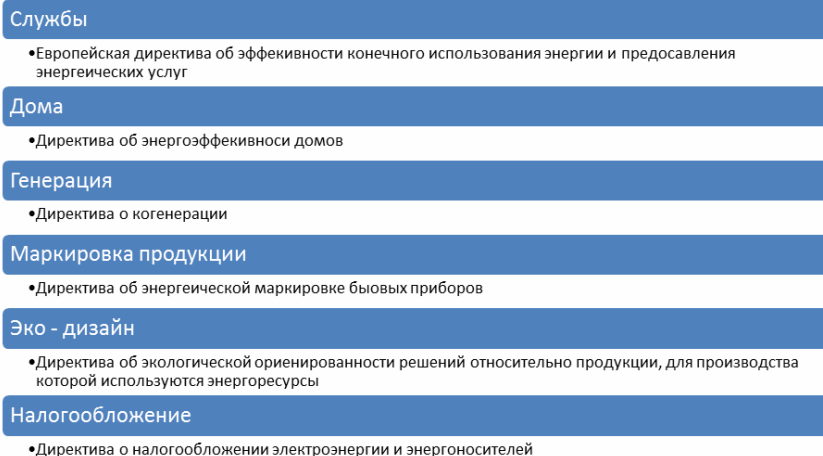 Службы
•Европейская директива об эффекивности конечного использования энергии и предосавления
энергеических услуг
Дома
•Директива об энергоэффекивноси домов
Генерация
•Директива о когенерации
Маркировка продукции
•Директива об энергеической маркировке быовых приборов
Эко - дизайн
•Директива об экологической ориенированности решений относительно продукции, для производства
которой используются энергоресурсы
Налогообложение
•Директива о налогообложении электроэнергии и энергоносителей